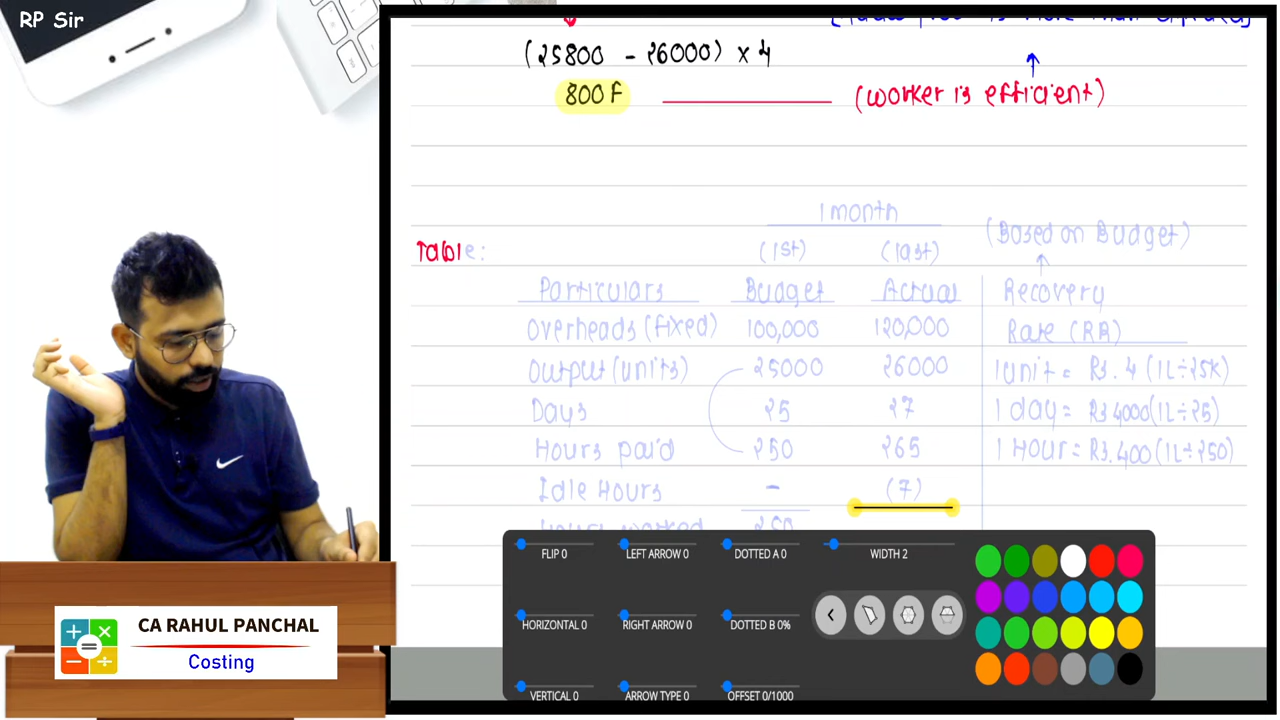 RP Sir
(25800 - 26000) x 4
800 F (worker is efficient)
1 month
(Based on Budget)
Table: (1st) (last)
Particulars Budget Actual Recovery
Overheads (fixed) 100,000 120,000 Rate (RR)
Output (units) 25000 26000 1 unit = Rs. 4 (1L÷25K)
Days 25 27 1 day = Rs 4000 (1L÷25)
Hours paid 250 265 1 Hour = Rs. 400 (1L÷250)
Idle Hours - (7)
Hours worked 250
FLIP 0 LEFT ARROW 0 DOTTED A 0 WIDTH 2
HORIZONTAL 0 RIGHT ARROW 0 DOTTED B 0%
VERTICAL 0 ARROW TYPE 0 OFFSET 0/1000
CA RAHUL PANCHAL
Costing